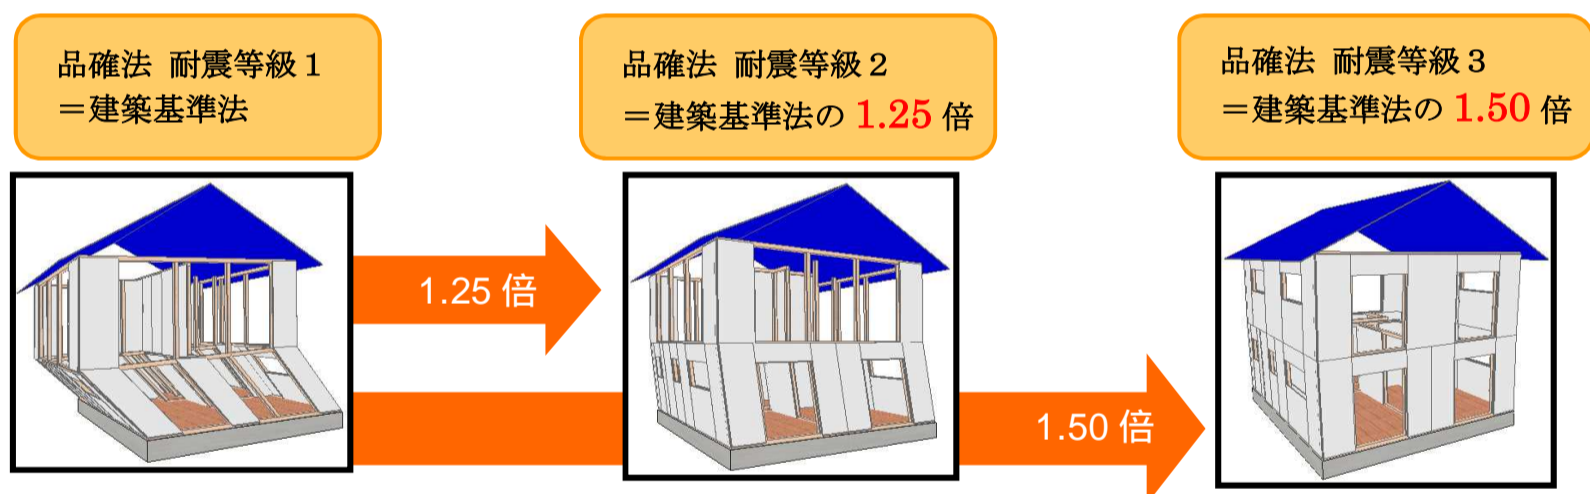 品確法 耐震等級１
＝建築基準法
品確法 耐震等級２
＝建築基準法の 1.25 倍
品確法 耐震等級３
＝建築基準法の 1.50 倍
1.25 倍
1.50 倍